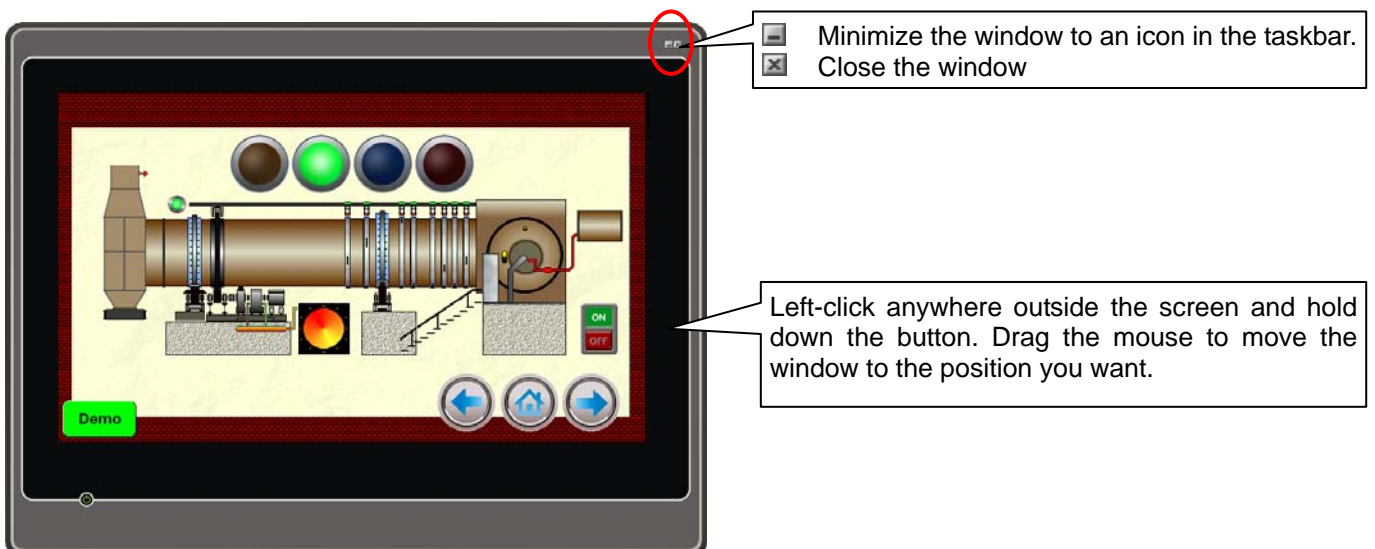 Minimize the window to an icon in the taskbar.
Close the window
ON
OFF
Left-click anywhere outside the screen and hold
down the button. Drag the mouse to move the
window to the position you want.
Demo